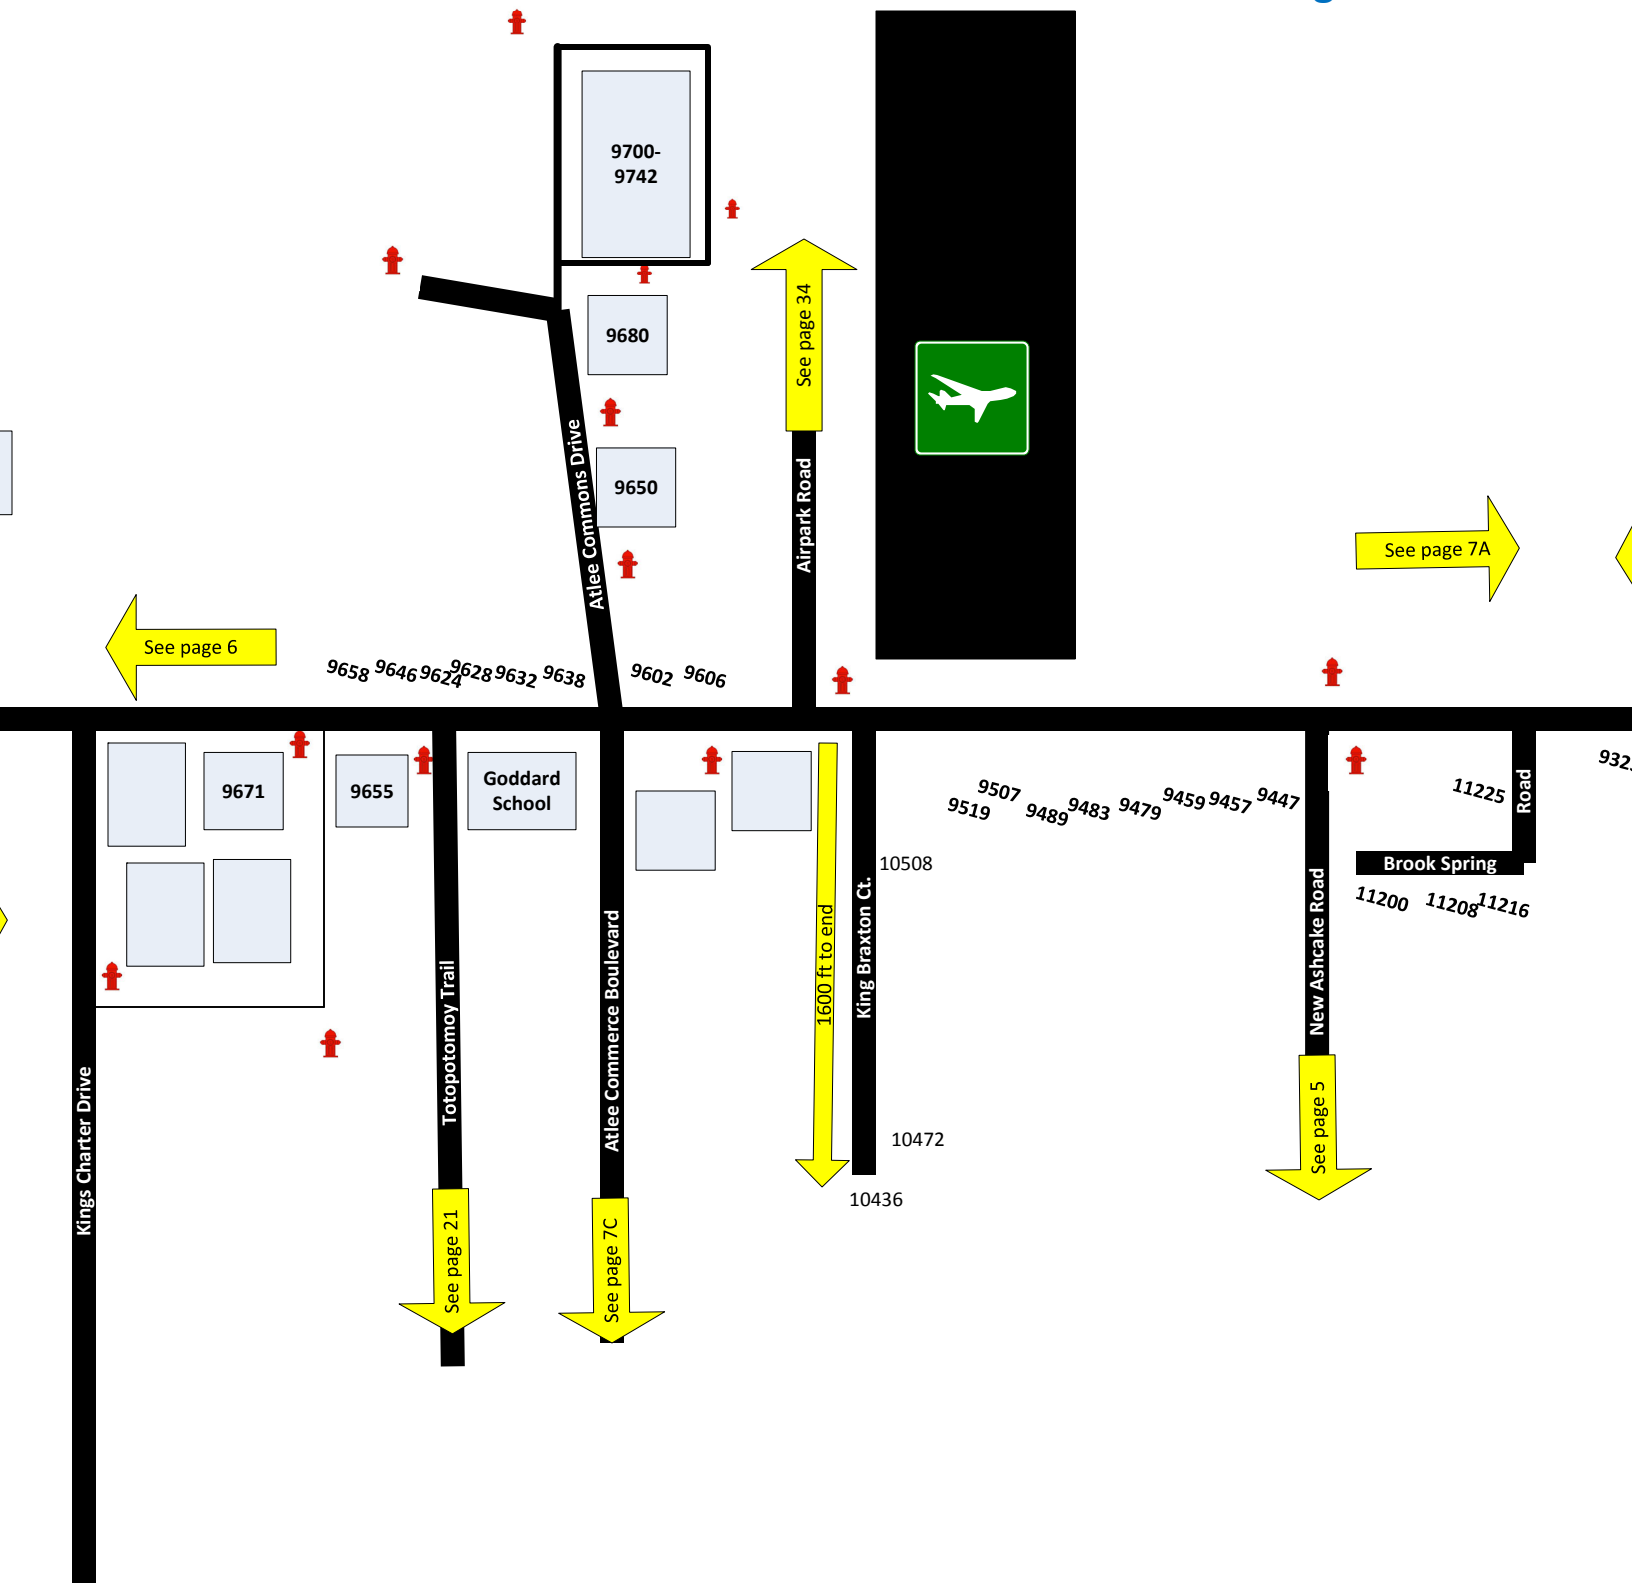 9700-
9742
9680
See page 34
9650
Atlee Commons Drive
Airpark Road
See page 7A
See page 6
9658
9646
9624
9628
9632
9638
9602
9606
9671
9655
Goddard
School
9507
9519
9489
9483
9479
9459
9457
9447
11225
Road
Brook Spring
11200
11208
11216
10508
1600 ft to end
King Braxton Ct.
New Ashcake Road
Totopotomoy Trail
Atlee Commerce Boulevard
Kings Charter Drive
See page 5
10472
10436
See page 21
See page 7C